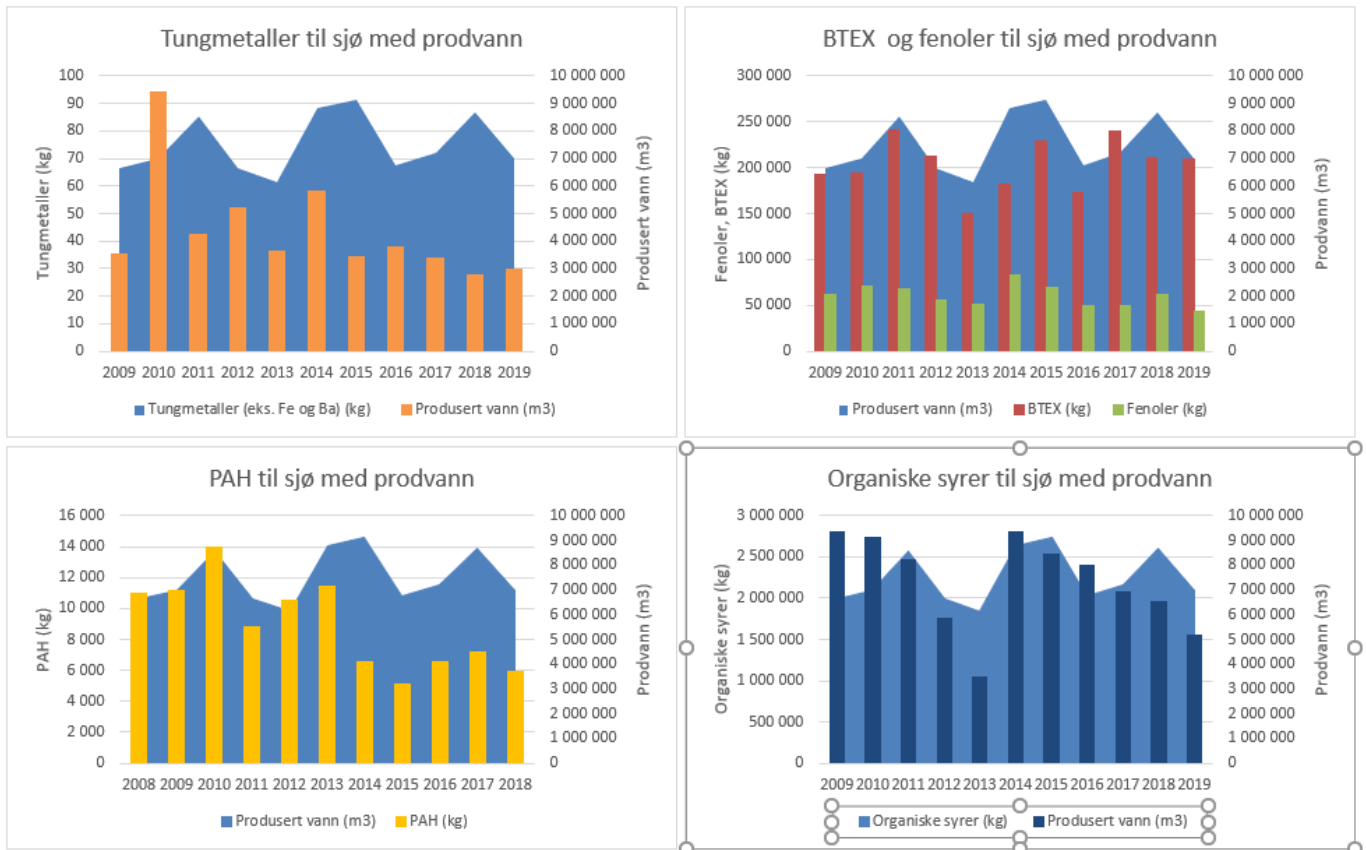 Tungmetaller til sjø med prodvann
Tungmetaller (kg)
100
90
80
70
60
50
40
30
20
10
0
10 000 000
9 000 000
8 000 000
7 000 000
6 000 000
5 000 000
4 000 000
3 000 000
2 000 000
1 000 000
0
Produsert vann (m3)
2009 2010 2011 2012 2013 2014 2015 2016 2017 2018 2019
Tungmetaller (eks. Fe og Ba) (kg) Produsert vann (m3)
BTEX og fenoler til sjø med prodvann
Fenoler, BTEX (kg)
300 000
250 000
200 000
150 000
100 000
50 000
0
10 000 000
9 000 000
8 000 000
7 000 000
6 000 000
5 000 000
4 000 000
3 000 000
2 000 000
1 000 000
0
Prodvann (m3)
2009 2010 2011 2012 2013 2014 2015 2016 2017 2018 2019
Produsert vann (m3) BTEX (kg) Fenoler (kg)
PAH til sjø med prodvann
PAH (kg)
16 000
14 000
12 000
10 000
8 000
6 000
4 000
2 000
0
10 000 000
9 000 000
8 000 000
7 000 000
6 000 000
5 000 000
4 000 000
3 000 000
2 000 000
1 000 000
0
Prodvann (m3)
2008 2009 2010 2011 2012 2013 2014 2015 2016 2017 2018
Produsert vann (m3) PAH (kg)
Organiske syrer til sjø med prodvann
Organiske syrer (kg)
3 000 000
2 500 000
2 000 000
1 500 000
1 000 000
500 000
0
10 000 000
9 000 000
8 000 000
7 000 000
6 000 000
5 000 000
4 000 000
3 000 000
2 000 000
1 000 000
0
Prodvann (m3)
2009 2010 2011 2012 2013 2014 2015 2016 2017 2018 2019
Organiske syrer (kg) Produsert vann (m3)